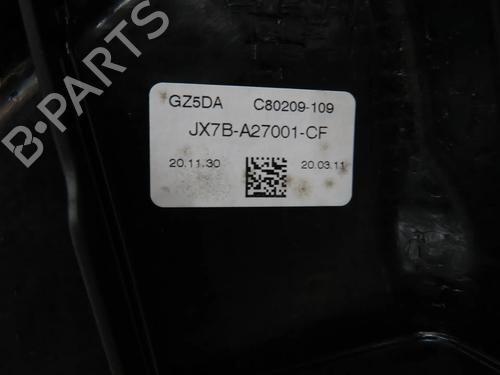 GZ5DA C80209-109
JX7B-A27001-CF
20.11.30 20.03.11
B-PARTS